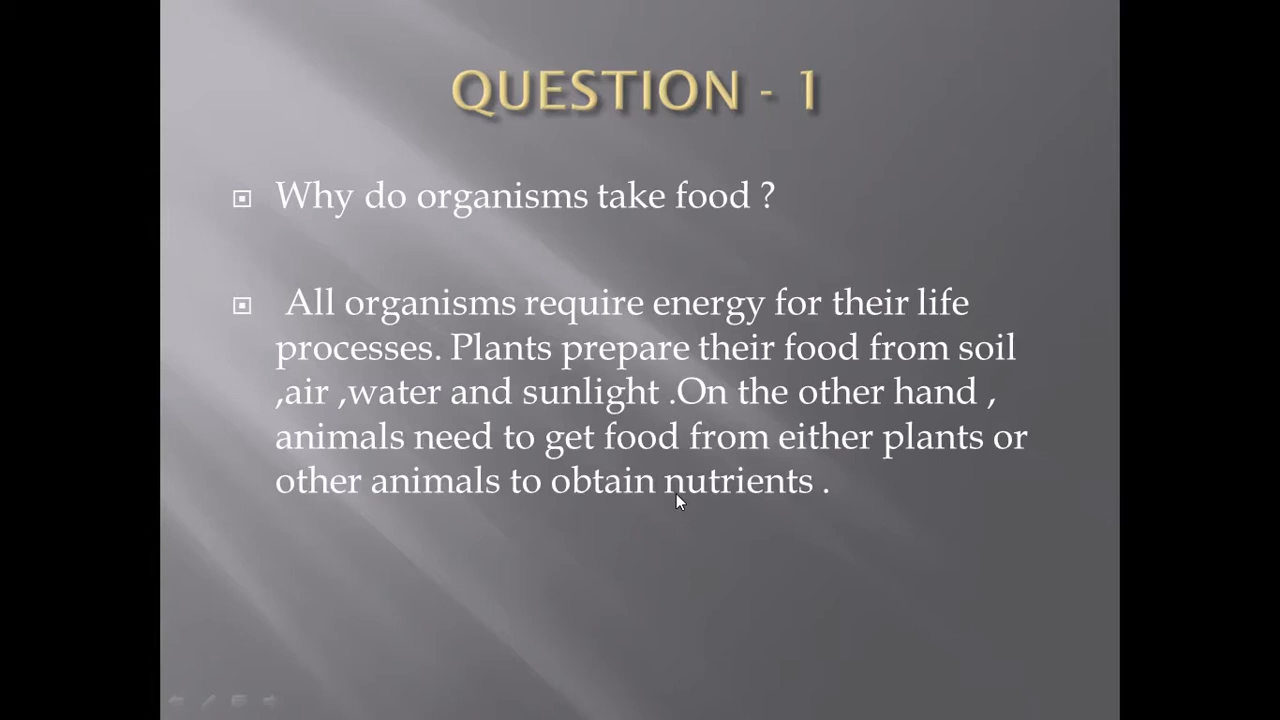 QUESTION - 1
Why do organisms take food ?
All organisms require energy for their life
processes. Plants prepare their food from soil
,air ,water and sunlight .On the other hand ,
animals need to get food from either plants or
other animals to obtain nutrients .